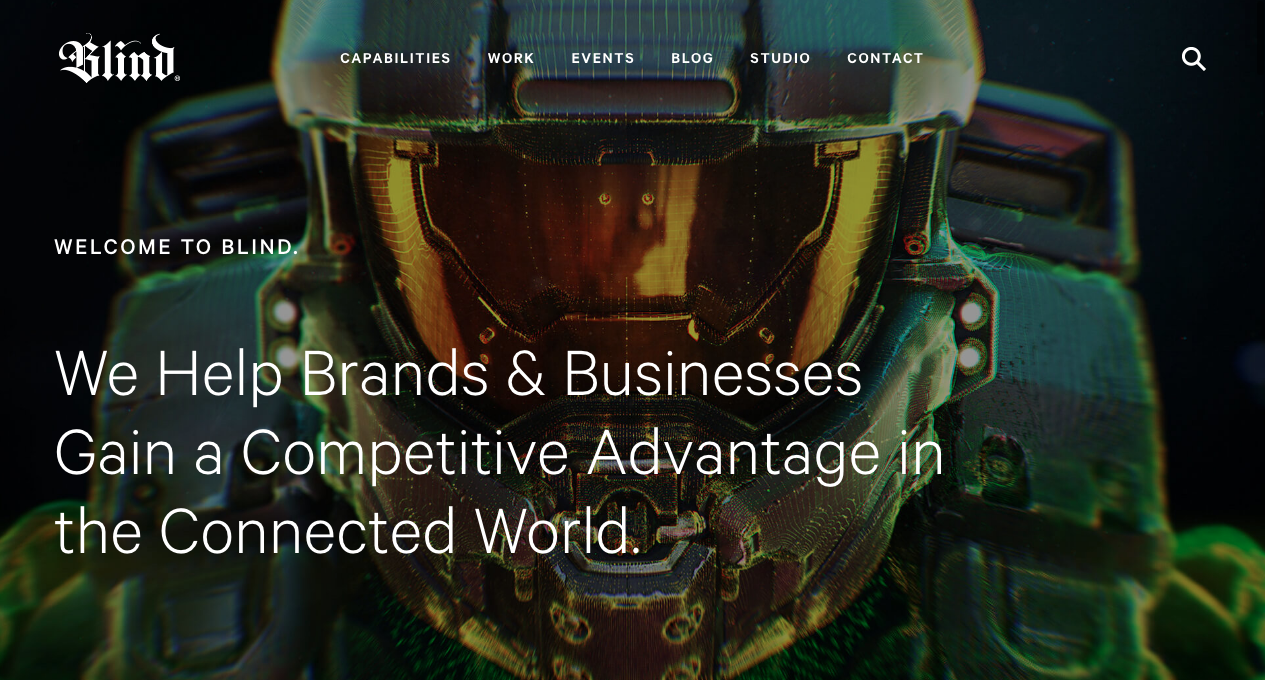 Blind®
CAPABILITIES WORK EVENTS BLOG STUDIO CONTACT
WELCOME TO BLIND.
We Help Brands & Businesses
Gain a Competitive Advantage in
the Connected World.